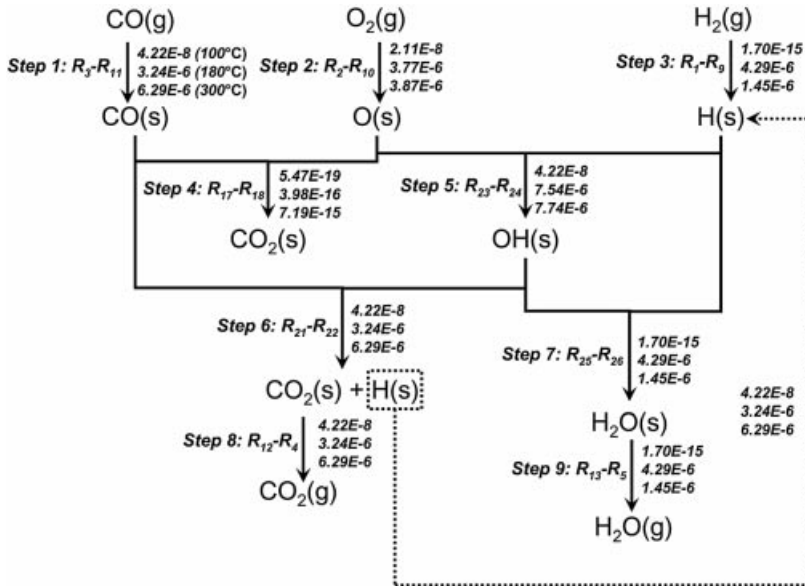 CO(g) O₂(g) H₂(g)
Step 1: R₃-R₁₁ 4.22E-8 (100°C)
3.24E-6 (180°C)
6.29E-6 (300°C)
Step 2: R₂-R₁₀ 2.11E-8
3.77E-6
3.87E-6
Step 3: R₁-R₉ 1.70E-15
4.29E-6
1.45E-6
CO(s) O(s) H(s)
Step 4: R₁₇-R₁₈ 5.47E-19
3.98E-16
7.19E-15
Step 5: R₂₃-R₂₄ 4.22E-8
7.54E-6
7.74E-6
CO₂(s) OH(s)
Step 6: R₂₁-R₂₂ 4.22E-8
3.24E-6
6.29E-6
Step 7: R₂₅-R₂₆ 1.70E-15
4.29E-6
1.45E-6
CO₂(s) + H(s)
H₂O(s)
4.22E-8
3.24E-6
6.29E-6
Step 8: R₁₂-R₄ 4.22E-8
3.24E-6
6.29E-6
Step 9: R₁₃-R₅ 1.70E-15
4.29E-6
1.45E-6
CO₂(g)
H₂O(g)